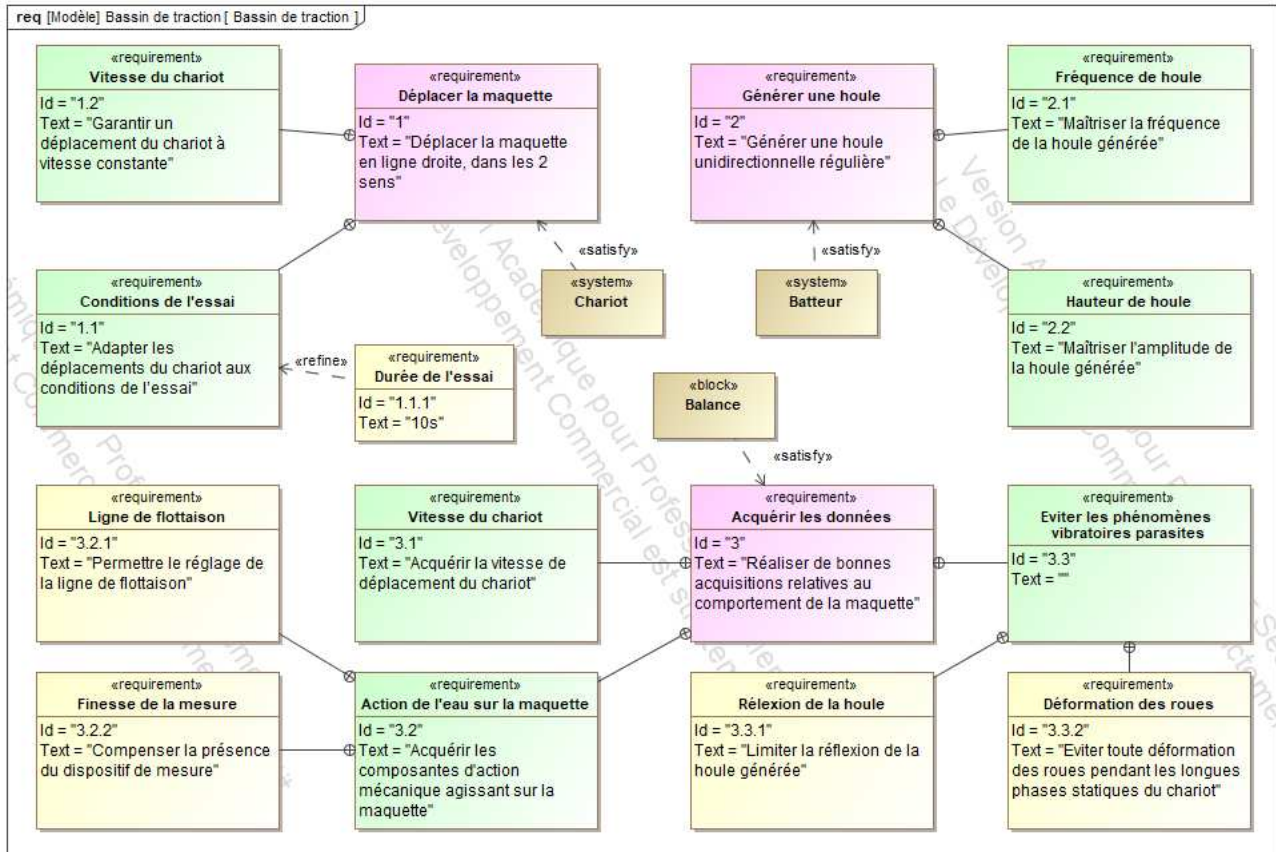 req [Modèle] Bassin de traction [ Bassin de traction ]
«requirement»
Vitesse du chariot
Id = "1.2"
Text = "Garantir un
déplacement du chariot à
vitesse constante"
«requirement»
Déplacer la maquette
Id = "1"
Text = "Déplacer la maquette
en ligne droite, dans les 2
sens"
«requirement»
Générer une houle
Id = "2"
Text = "Générer une houle
unidirectionnelle régulière"
«requirement»
Fréquence de houle
Id = "2.1"
Text = "Maîtriser la fréquence
de la houle générée"
«requirement»
Conditions de l'essai
Id = "1.1"
Text = "Adapter les
déplacements du chariot aux
conditions de l'essai"
«satisfy»
«system»
Chariot
«satisfy»
«system»
Batteur
«requirement»
Hauteur de houle
Id = "2.2"
Text = "Maîtriser l'amplitude de
la houle générée"
«refine»
«requirement»
Durée de l'essai
Id = "1.1.1"
Text = "10s"
«block»
Balance
«satisfy»
«requirement»
Ligne de flottaison
Id = "3.2.1"
Text = "Permettre le réglage de
la ligne de flottaison"
«requirement»
Vitesse du chariot
Id = "3.1"
Text = "Acquérir la vitesse de
déplacement du chariot"
«requirement»
Acquérir les données
Id = "3"
Text = "Réaliser de bonnes
acquisitions relatives au
comportement de la maquette"
«requirement»
Eviter les phénomènes
vibratoires parasites
Id = "3.3"
Text = ""
«requirement»
Finesse de la mesure
Id = "3.2.2"
Text = "Compenser la présence
du dispositif de mesure"
«requirement»
Action de l'eau sur la maquette
Id = "3.2"
Text = "Acquérir les
composantes d'action
mécanique agissant sur la
maquette"
«requirement»
Rélexion de la houle
Id = "3.3.1"
Text = "Limiter la réflexion de la
houle générée"
«requirement»
Déformation des roues
Id = "3.3.2"
Text = "Eviter toute déformation
des roues pendant les longues
phases statiques du chariot"